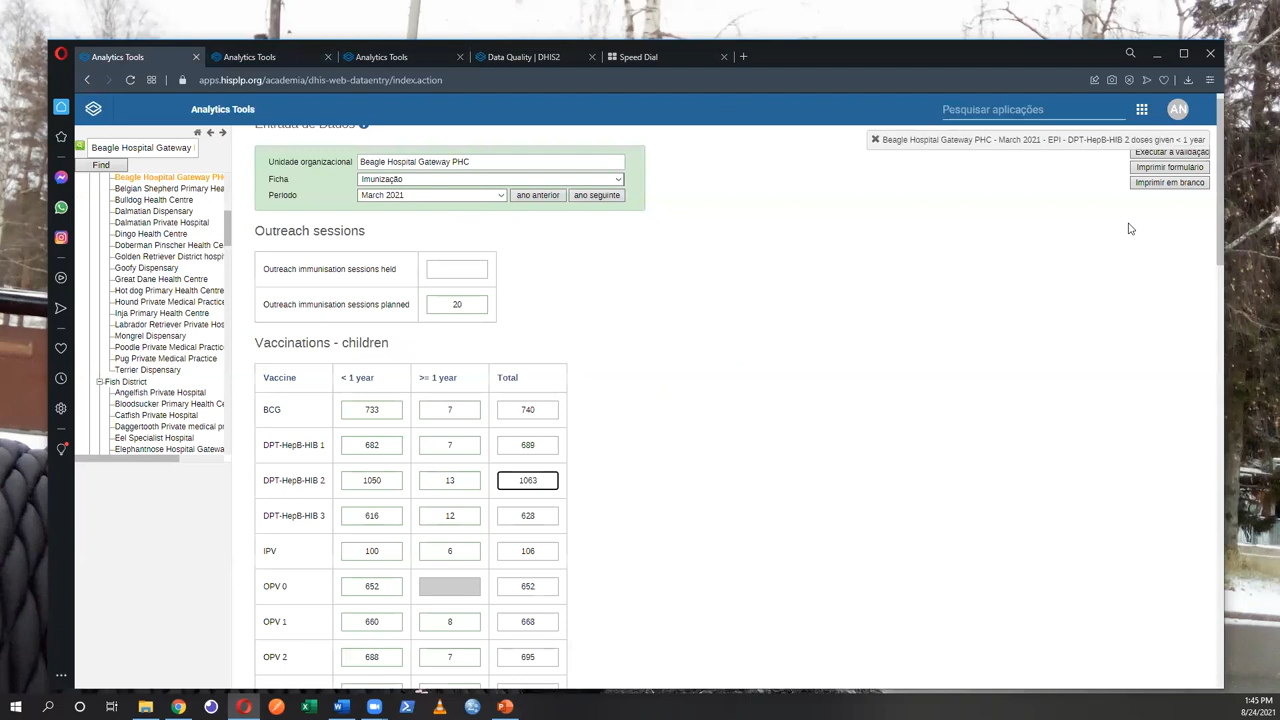 Analytics Tools
Analytics Tools
Analytics Tools
Data Quality | DHIS2
Speed Dial
apps.hisplp.org/academia/dhis-web-dataentry/index.action
Analytics Tools
Pesquisar aplicações
AN
Beagle Hospital Gateway
Find
Beagle Hospital Gateway PHC
Belgian Shepherd Primary Hea
Bulldog Health Centre
Dalmatian Dispensary
Dalmatian Private Hospital
Dingo Health Centre
Doberman Pinscher Health Ce
Golden Retriever District hospi
Goofy Dispensary
Great Dane Health Centre
Hot dog Primary Health Centre
Hound Private Medical Practice
Inja Primary Health Centre
Labrador Retriever Private Hos
Mongrel Dispensary
Poodle Private Medical Practice
Pug Private Medical Practice
Terrier Dispensary
Fish District
Angelfish Private Hospital
Bloodsucker Primary Health Ce
Catfish Private Hospital
Daggertooth Private medical pr
Eel Specialist Hospital
Elephantnose Hospital Gatewa
Entrada de Dados
Unidade organizacional Beagle Hospital Gateway PHC
Ficha Imunização
Periodo March 2021 ano anterior ano seguinte
Beagle Hospital Gateway PHC - March 2021 - EPI - DPT-HepB-HIB 2 doses given < 1 year
Executar a validação
Imprimir formulário
Imprimir em branco
Outreach sessions
Outreach immunisation sessions held
Outreach immunisation sessions planned 20
Vaccinations - children
Vaccine < 1 year >= 1 year Total
BCG 733 7 740
DPT-HepB-HIB 1 682 7 689
DPT-HepB-HIB 2 1050 13 1063
DPT-HepB-HIB 3 616 12 628
IPV 100 6 106
OPV 0 652 652
OPV 1 660 8 668
OPV 2 688 7 695
1:45 PM
8/24/2021